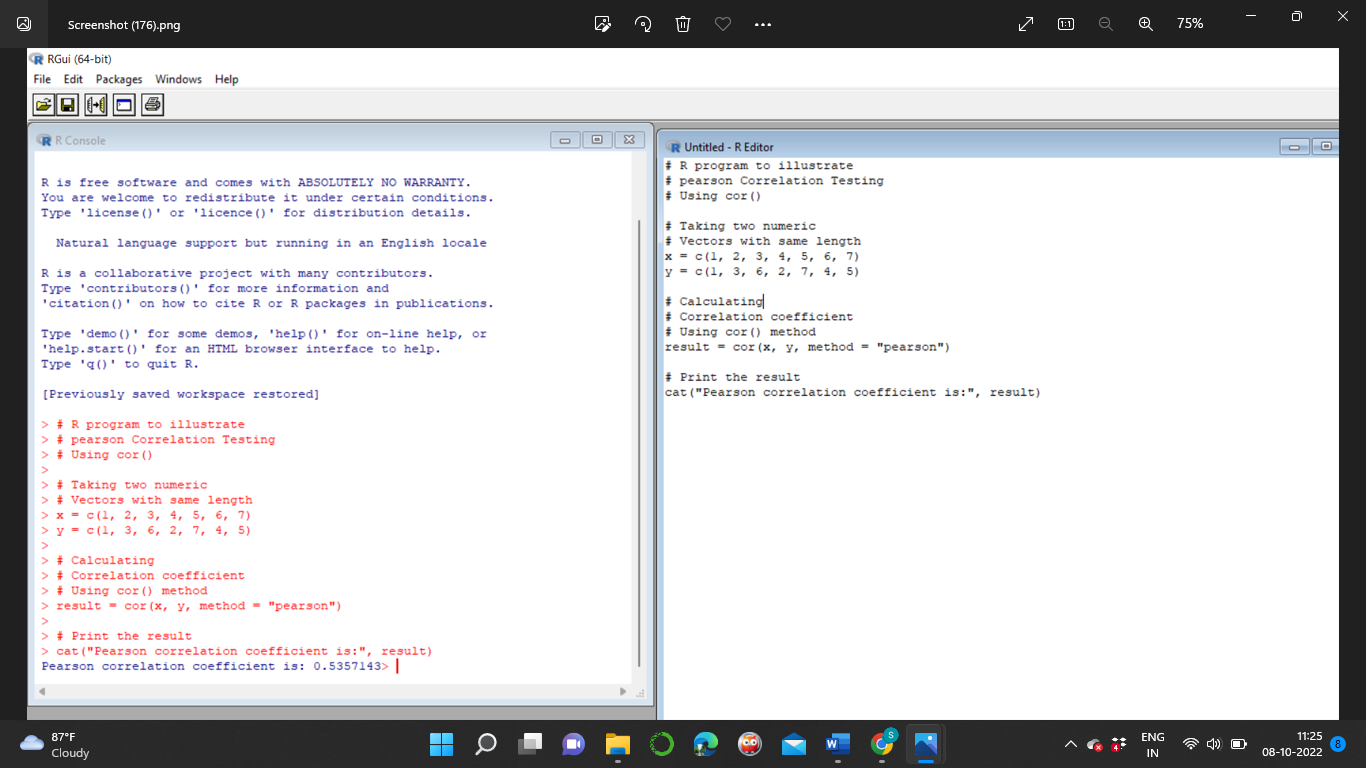 Screenshot (176).png
75%
RGui (64-bit)
File Edit Packages Windows Help
R Console
R is free software and comes with ABSOLUTELY NO WARRANTY.
You are welcome to redistribute it under certain conditions.
Type 'license()' or 'licence()' for distribution details.
Natural language support but running in an English locale
R is a collaborative project with many contributors.
Type 'contributors()' for more information and
'citation()' on how to cite R or R packages in publications.
Type 'demo()' for some demos, 'help()' for on-line help, or
'help.start()' for an HTML browser interface to help.
Type 'q()' to quit R.
[Previously saved workspace restored]
> # R program to illustrate
> # pearson Correlation Testing
> # Using cor()
>
> # Taking two numeric
> # Vectors with same length
> x = c(1, 2, 3, 4, 5, 6, 7)
> y = c(1, 3, 6, 2, 7, 4, 5)
>
> # Calculating
> # Correlation coefficient
> # Using cor() method
> result = cor(x, y, method = "pearson")
>
> # Print the result
> cat("Pearson correlation coefficient is:", result)
Pearson correlation coefficient is: 0.5357143>
Untitled - R Editor
# R program to illustrate
# pearson Correlation Testing
# Using cor()
# Taking two numeric
# Vectors with same length
x = c(1, 2, 3, 4, 5, 6, 7)
y = c(1, 3, 6, 2, 7, 4, 5)
# Calculating
# Correlation coefficient
# Using cor() method
result = cor(x, y, method = "pearson")
# Print the result
cat("Pearson correlation coefficient is:", result)
87°F
Cloudy
S
4
ENG
IN
11:25
08-10-2022
8